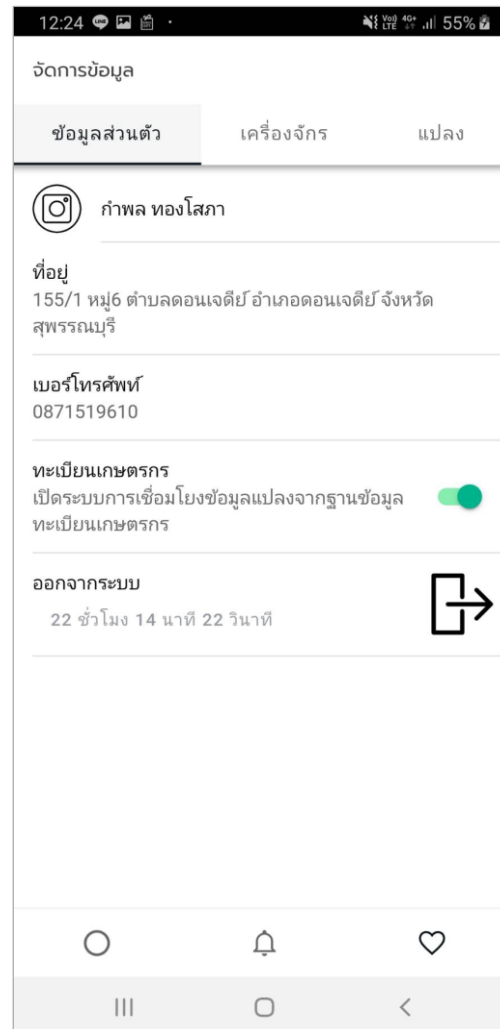 12:24
Voo) 4G+
LTE 55%
จัดการข้อมูล
ข้อมูลส่วนตัว เครื่องจักร แปลง
กำพล ทองโสภา
ที่อยู่
155/1 หมู่6 ตำบลดอนเจดีย์ อำเภอดอนเจดีย์ จังหวัด
สุพรรณบุรี
เบอร์โทรศัพท์
0871519610
ทะเบียนเกษตรกร
เปิดระบบการเชื่อมโยงข้อมูลแปลงจากฐานข้อมูล
ทะเบียนเกษตรกร
ออกจากระบบ
22 ชั่วโมง 14 นาที 22 วินาที